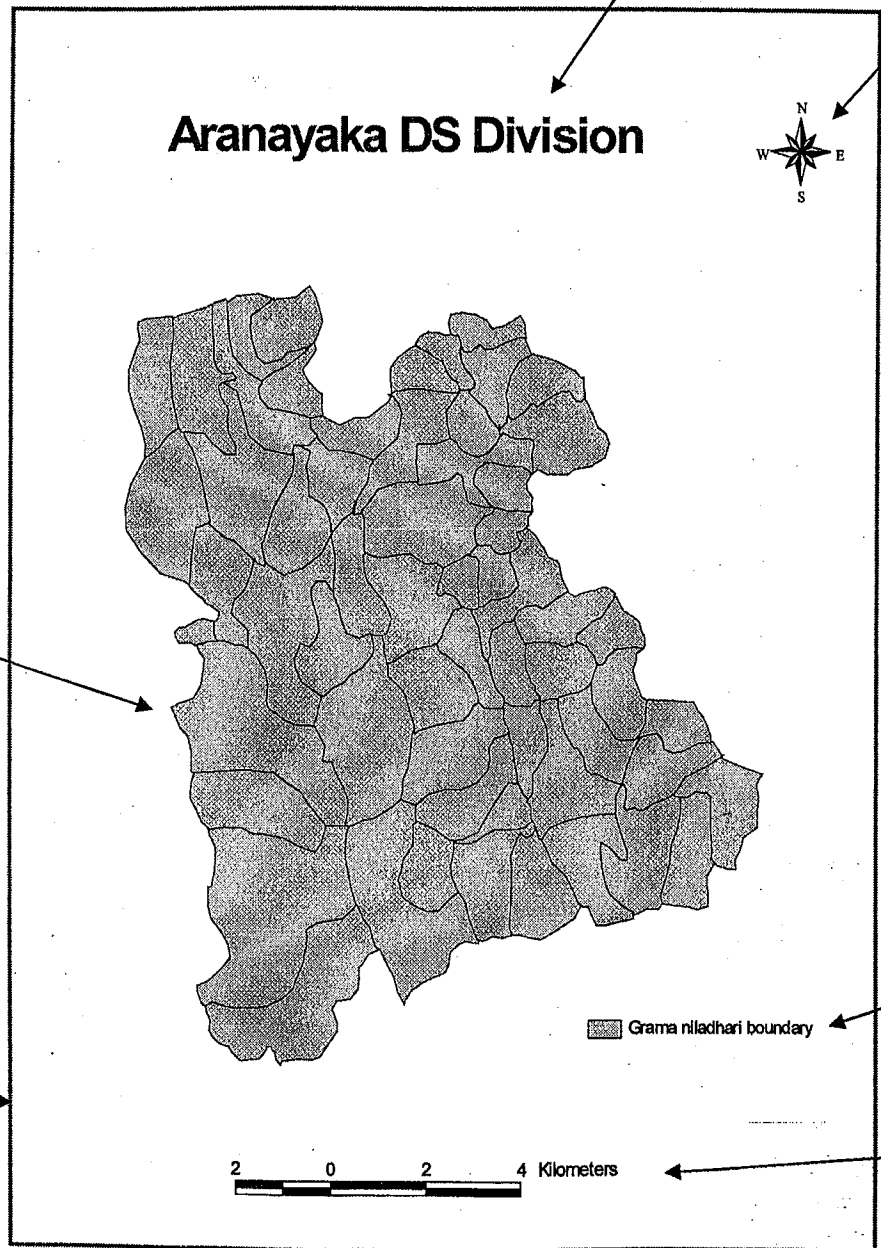 Aranayaka DS Division
N
W E
S
Grama niladhari boundary
2 0 2 4 Kilometers